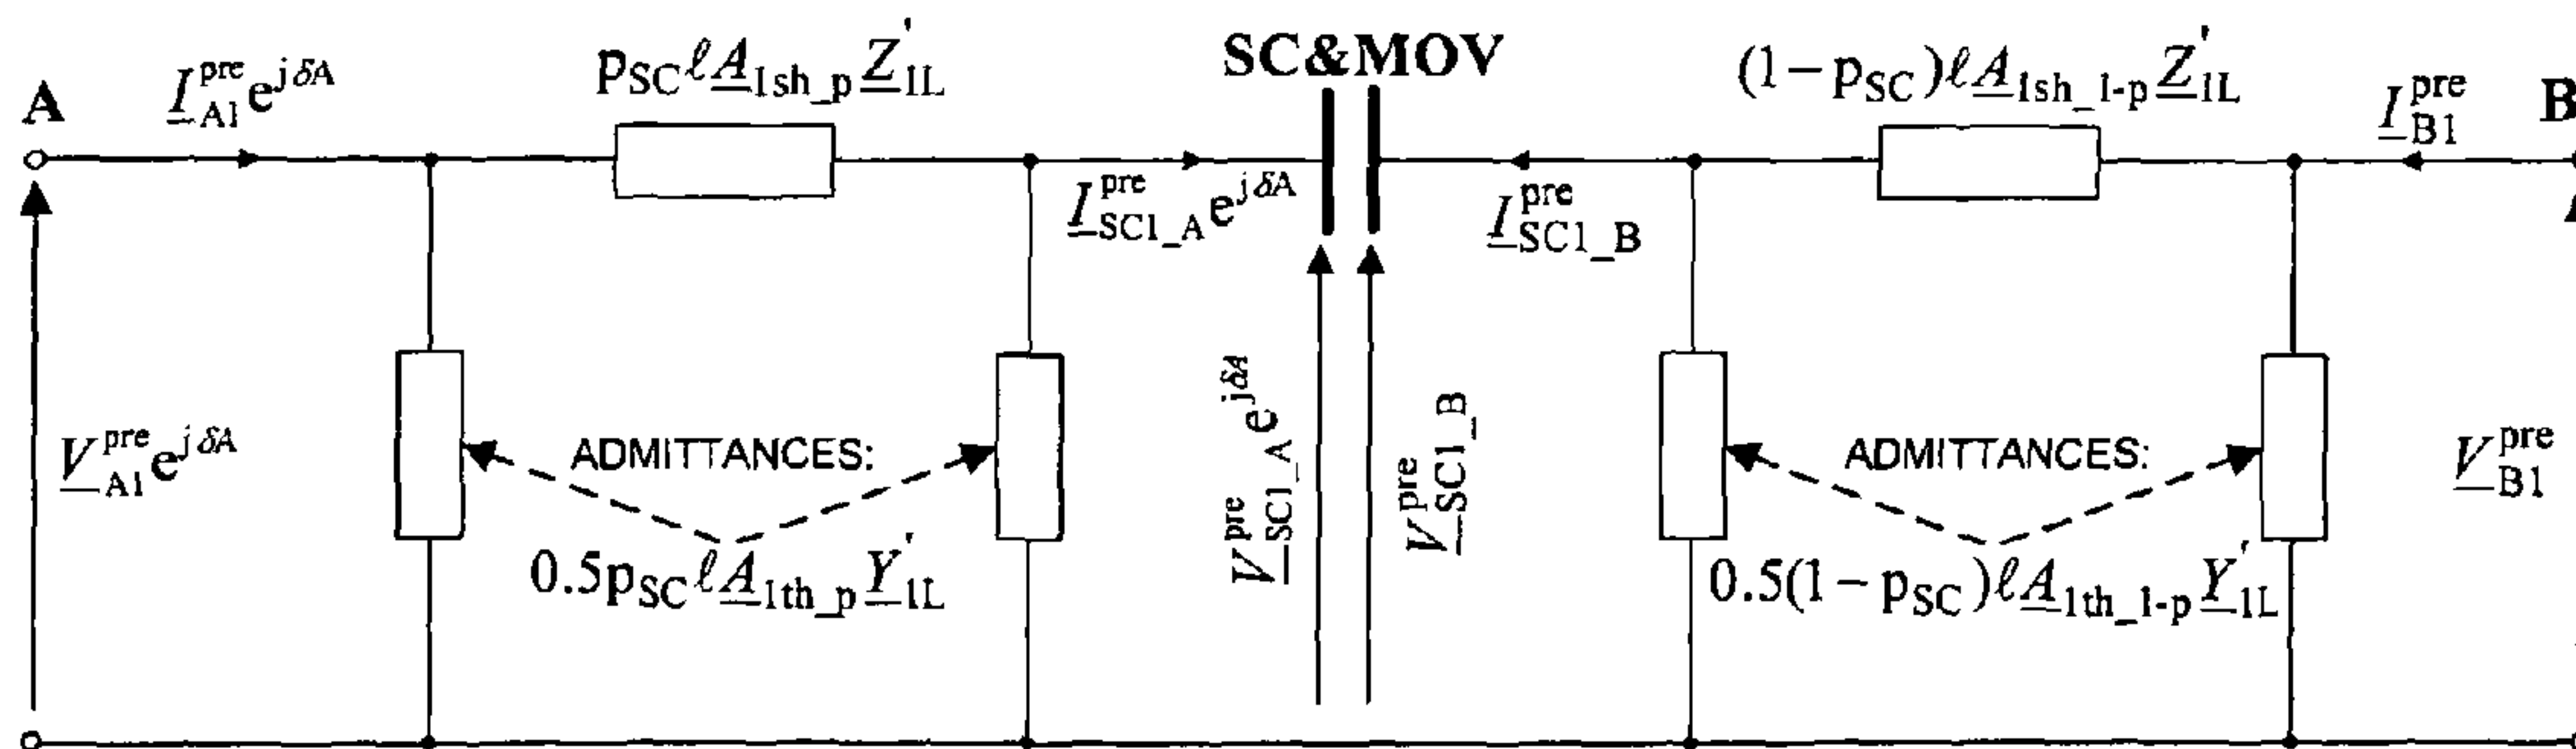 A
I_A1^pre e^jδA
p_SC ℓ A_1sh_p Z'_1L
SC&MOV
(1−p_SC)ℓ A_1sh_1-p Z'_1L
I_B1^pre
B
I_SC1_A^pre e^jδA
I_SC1_B^pre
V_A1^pre e^jδA
ADMITTANCES:
0.5p_SC ℓ A_1th_p Y'_1L
V_SC1_A^pre e^jδA
V_SC1_B^pre
ADMITTANCES:
0.5(1−p_SC)ℓ A_1th_1-p Y'_1L
V_B1^pre